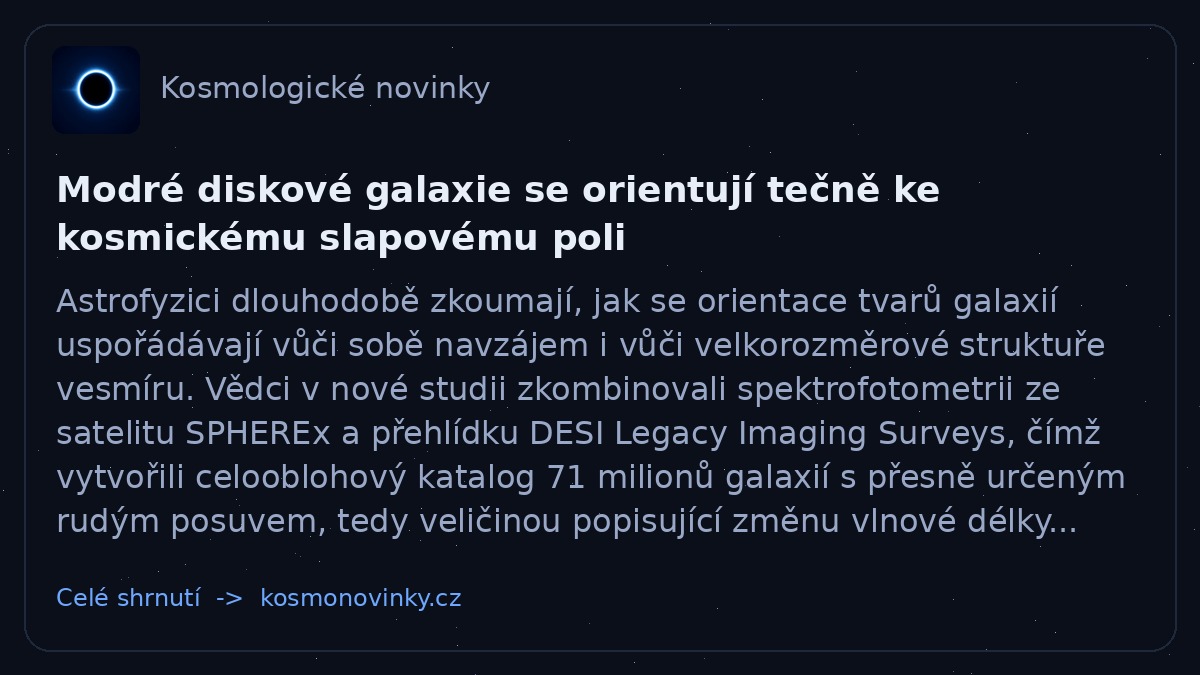 Kosmologické novinky
Modré diskové galaxie se orientují tečně ke
kosmickému slapovému poli
Astrofyzici dlouhodobě zkoumají, jak se orientace tvarů galaxií
uspořádávají vůči sobě navzájem i vůči velkorozměrové struktuře
vesmíru. Vědci v nové studii zkombinovali spektrofotometrii ze
satelitu SPHEREx a přehlídku DESI Legacy Imaging Surveys, čímž
vytvořili celooblohový katalog 71 milionů galaxií s přesně určeným
rudým posuvem, tedy veličinou popisující změnu vlnové délky...
Celé shrnutí -> kosmonovinky.cz